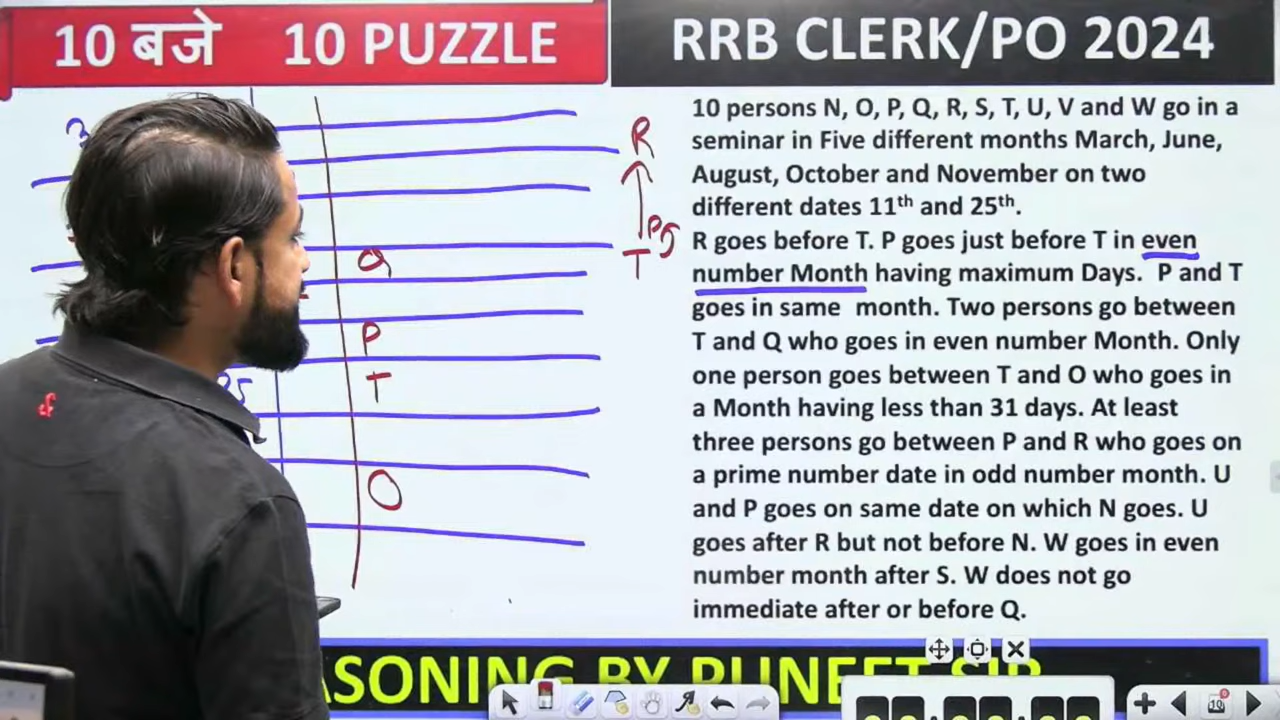 10 बजे 10 PUZZLE
RRB CLERK/PO 2024
10 persons N, O, P, Q, R, S, T, U, V and W go in a
seminar in Five different months March, June,
August, October and November on two
different dates 11th and 25th.
R goes before T. P goes just before T in even
number Month having maximum Days. P and T
goes in same month. Two persons go between
T and Q who goes in even number Month. Only
one person goes between T and O who goes in
a Month having less than 31 days. At least
three persons go between P and R who goes on
a prime number date in odd number month. U
and P goes on same date on which N goes. U
goes after R but not before N. W goes in even
number month after S. W does not go
immediate after or before Q.
3
Q
P
T
O
R
T
BY PUNEET SIR